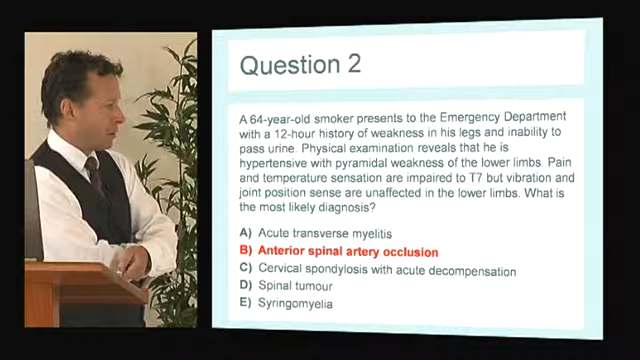 Question 2
A 64-year-old smoker presents to the Emergency Department
with a 12-hour history of weakness in his legs and inability to
pass urine. Physical examination reveals that he is
hypertensive with pyramidal weakness of the lower limbs. Pain
and temperature sensation are impaired to T7 but vibration and
joint position sense are unaffected in the lower limbs. What is
the most likely diagnosis?
A) Acute transverse myelitis
B) Anterior spinal artery occlusion
C) Cervical spondylosis with acute decompensation
D) Spinal tumour
E) Syringomyelia